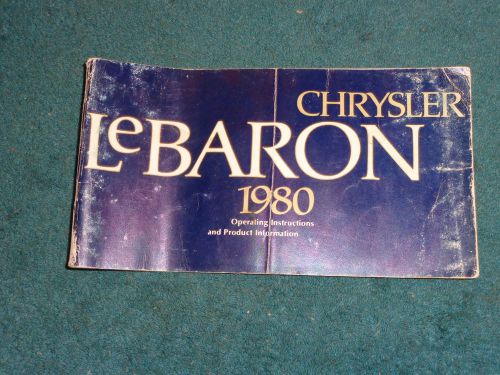 CHRYSLER
LeBARON
1980
Operating Instructions
and Product Information